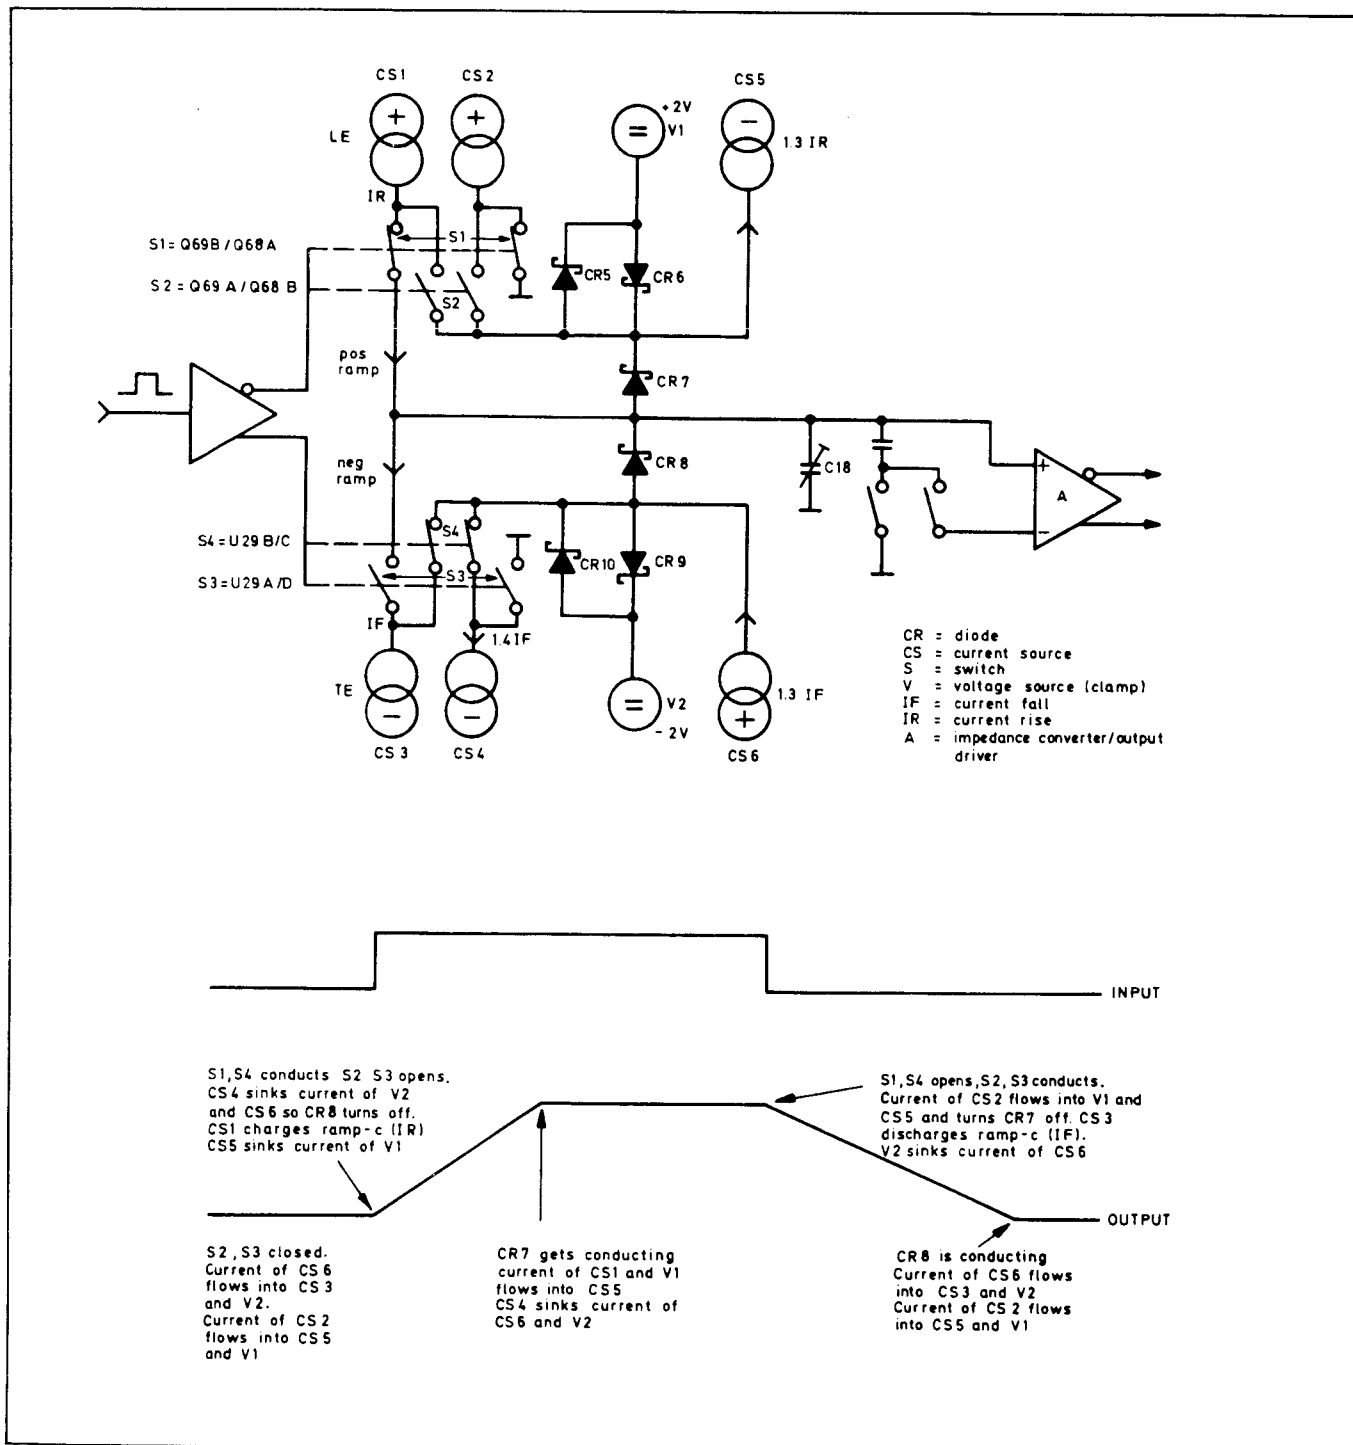 CS1
CS2
CS5
+2V
V1
LE
1.3 IR
IR
S1
S1=Q69B/Q68A
S2=Q69A/Q68B
S2
CR5
CR6
pos
ramp
CR7
neg
ramp
CR8
C18
+
A
-
S4
S4=U29B/C
S3
S3=U29A/D
CR10
CR9
IF
1.4IF
TE
V2
-2V
1.3 IF
CS3
CS4
CS6
CR = diode
CS = current source
S = switch
V = voltage source (clamp)
IF = current fall
IR = current rise
A = impedance converter/output
driver
INPUT
S1,S4 conducts S2 S3 opens.
CS4 sinks current of V2
and CS6 so CR8 turns off.
CS1 charges ramp-c (IR)
CS5 sinks current of V1
S1,S4 opens,S2,S3 conducts.
Current of CS2 flows into V1 and
CS5 and turns CR7 off. CS3
discharges ramp-c (IF).
V2 sinks current of CS6
OUTPUT
S2,S3 closed.
Current of CS6
flows into CS3
and V2.
Current of CS2
flows into CS5
and V1
CR7 gets conducting
current of CS1 and V1
flows into CS5
CS4 sinks current of
CS6 and V2
CR8 is conducting
Current of CS6 flows
into CS3 and V2
Current of CS2 flows
into CS5 and V1